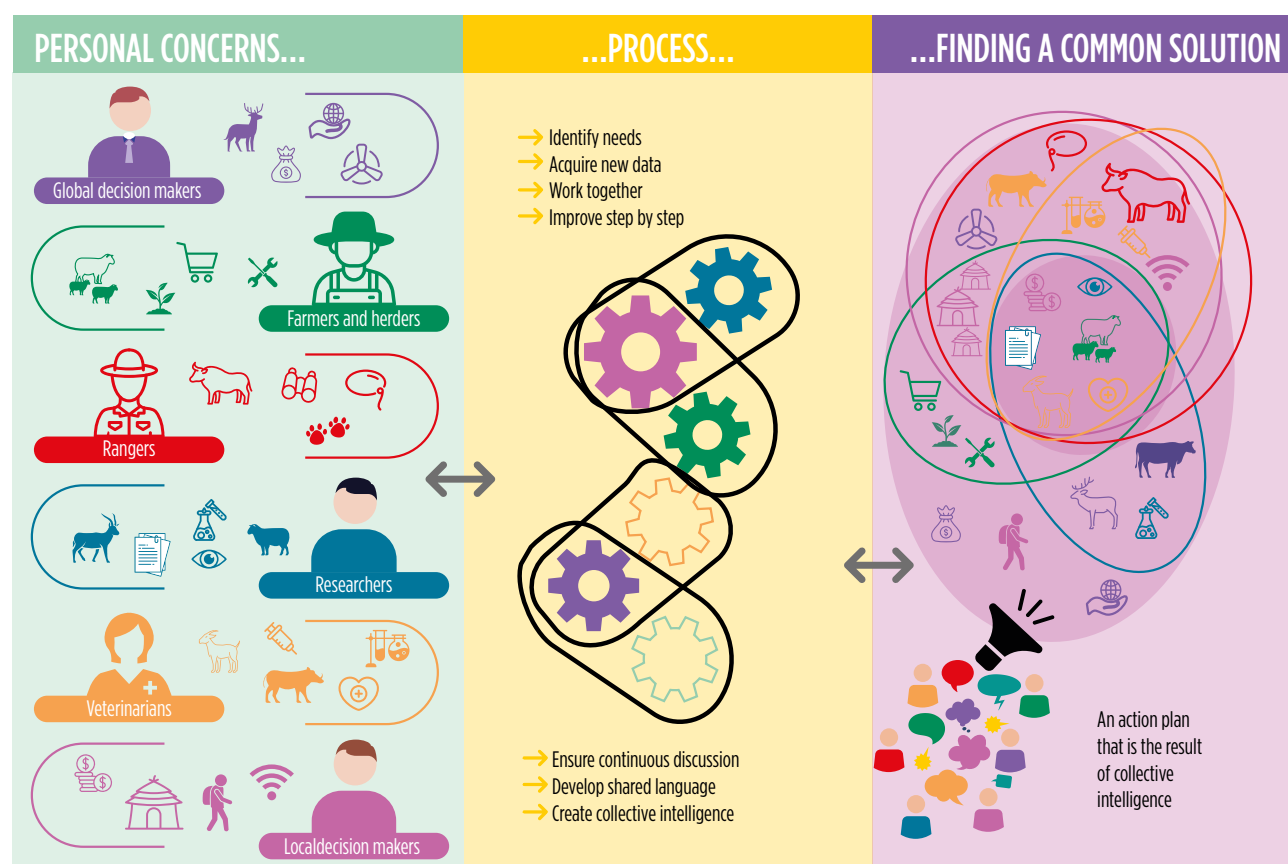 PERSONAL CONCERNS...
Global decision makers
Farmers and herders
Rangers
Researchers
Veterinarians
Localdecision makers
...PROCESS...
→ Identify needs
→ Acquire new data
→ Work together
→ Improve step by step
→ Ensure continuous discussion
→ Develop shared language
→ Create collective intelligence
...FINDING A COMMON SOLUTION
An action plan
that is the result
of collective
intelligence